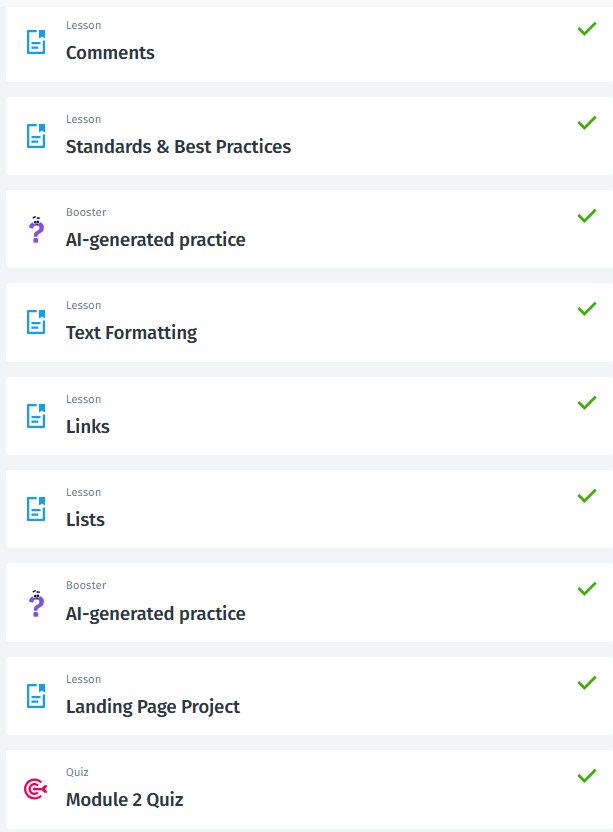 Lesson
Comments
Lesson
Standards & Best Practices
Booster
AI-generated practice
Lesson
Text Formatting
Lesson
Links
Lesson
Lists
Booster
AI-generated practice
Lesson
Landing Page Project
Quiz
Module 2 Quiz